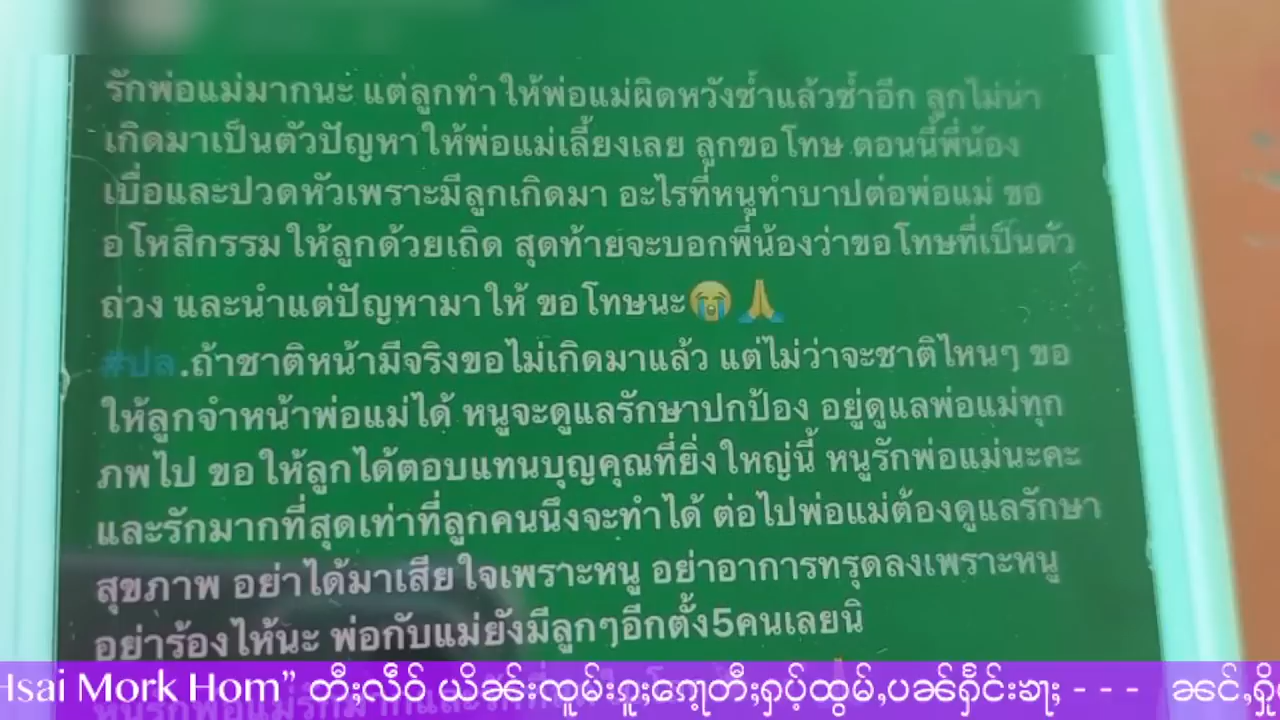 รักพ่อแม่มากนะ แต่ลูกทำให้พ่อแม่ผิดหวังซ้ำแล้วซ้ำอีก ลูกไม่น่า
เกิดมาเป็นตัวปัญหาให้พ่อแม่เลี้ยงเลย ลูกขอโทษ ตอนนี้พี่น้อง
เบื่อและปวดหัวเพราะมีลูกเกิดมา อะไรที่หนูทำบาปต่อพ่อแม่ ขอ
อโหสิกรรมให้ลูกด้วยเถิด สุดท้ายจะบอกพี่น้องว่าขอโทษที่เป็นตัว
ถ่วง และนำแต่ปัญหามาให้ ขอโทษนะ😭🙏
#ปล.ถ้าชาติหน้ามีจริงขอไม่เกิดมาแล้ว แต่ไม่ว่าจะชาติไหนๆ ขอ
ให้ลูกจำหน้าพ่อแม่ได้ หนูจะดูแลรักษาปกป้อง อยู่ดูแลพ่อแม่ทุก
ภพไป ขอให้ลูกได้ตอบแทนบุญคุณที่ยิ่งใหญ่นี้ หนูรักพ่อแม่นะคะ
และรักมากที่สุดเท่าที่ลูกคนนึงจะทำได้ ต่อไปพ่อแม่ต้องดูแลรักษา
สุขภาพ อย่าได้มาเสียใจเพราะหนู อย่าอาการทรุดลงเพราะหนู
อย่าร้องไห้นะ พ่อกับแม่ยังมีลูกๆอีกตั้ง5คนเลยนิ
Hsai Mork Hom” တီႈလဵဝ် ယိၼ်းၸူမ်းႁူႈၵေႃႉတီႈႁပ့်ထွမ်ႇပၼ်ႁႅင်းၶႃႈ - - -